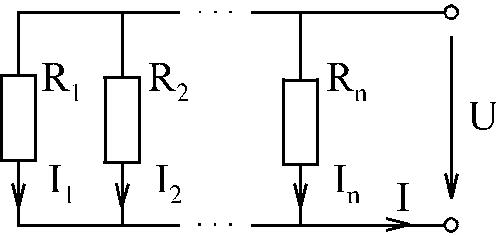 R₁ R₂ · · · Rₙ
U
I₁ I₂ · · · Iₙ I